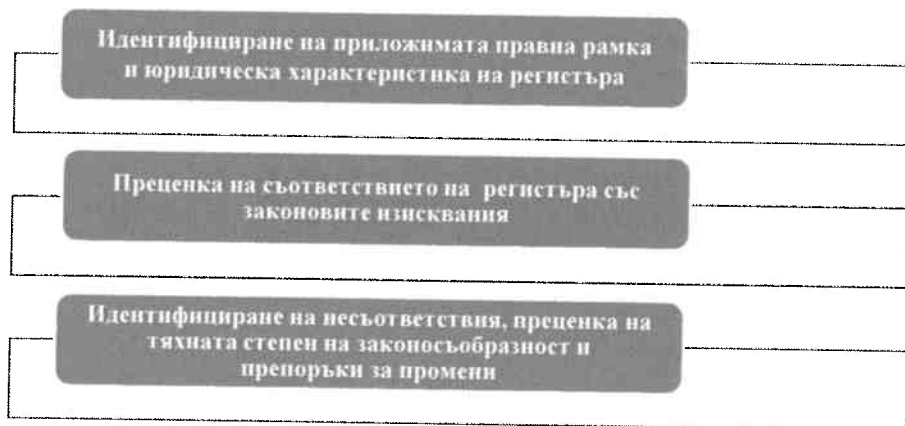 Идентифициране на приложимата правна рамка
и юридическа характеристика на регистъра
Преценка на съответствието на регистъра със
законовите изисквания
Идентифициране на несъответствия, преценка на
тяхната степен на законосъобразност и
препоръки за промени